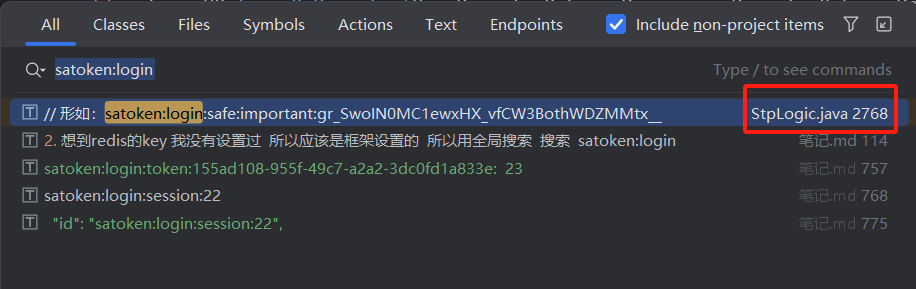 All Classes Files Symbols Actions Text Endpoints Include non-project items
satoken:login Type / to see commands
// 形如：satoken:login:safe:important:gr_SwoIN0MC1ewxHX_vfCW3BothWDZMMtx__ StpLogic.java 2768
2. 想到redis的key 我没有设置过 所以应该是框架设置的 所以用全局搜索 搜索 satoken:login 笔记.md 114
satoken:login:token:155ad108-955f-49c7-a2a2-3dc0fd1a833e: 23 笔记.md 757
satoken:login:session:22 笔记.md 768
"id": "satoken:login:session:22", 笔记.md 775